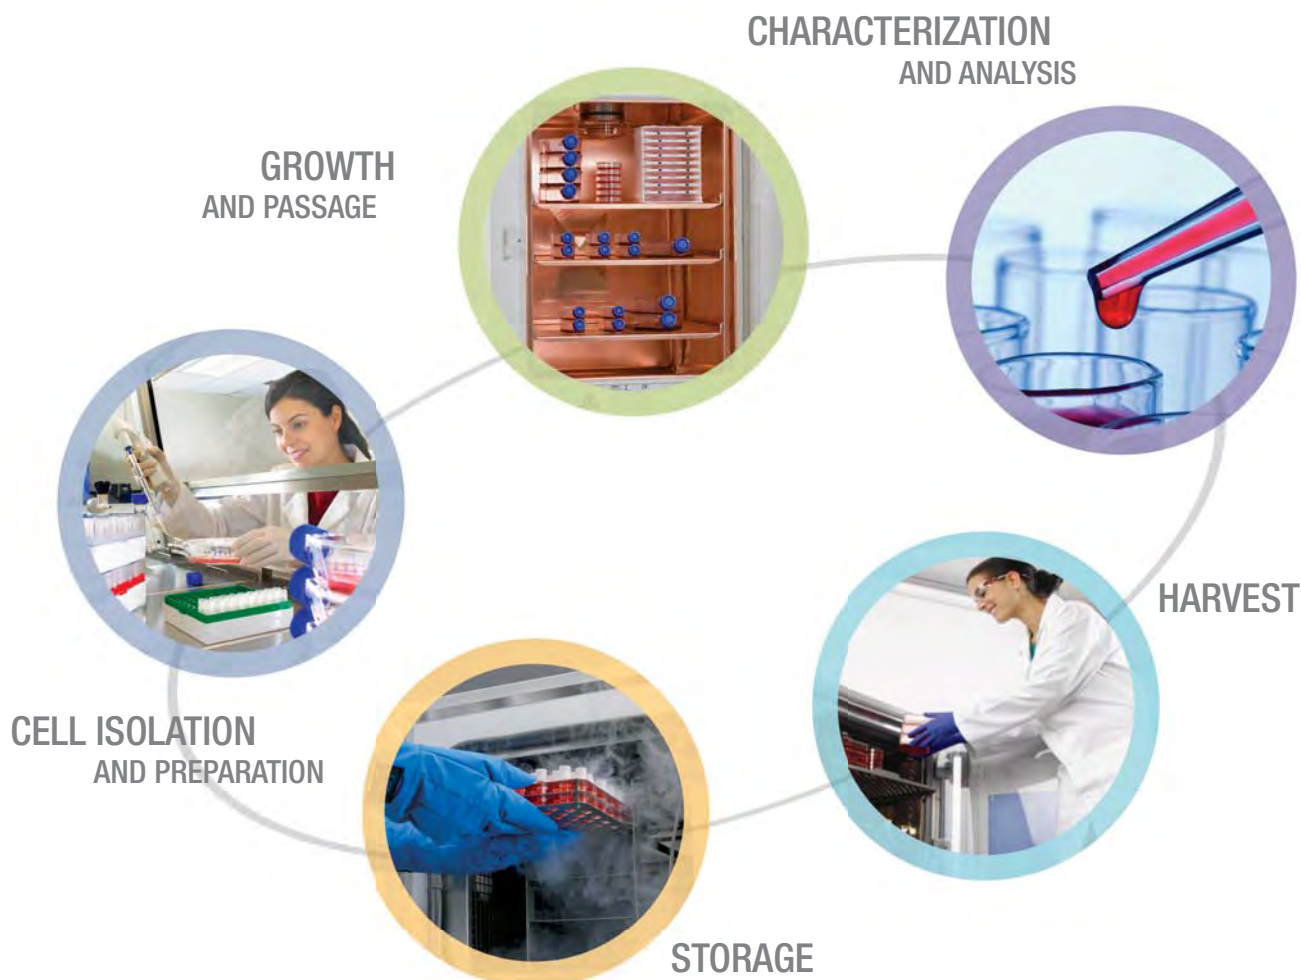 CHARACTERIZATION
AND ANALYSIS
GROWTH
AND PASSAGE
HARVEST
CELL ISOLATION
AND PREPARATION
STORAGE